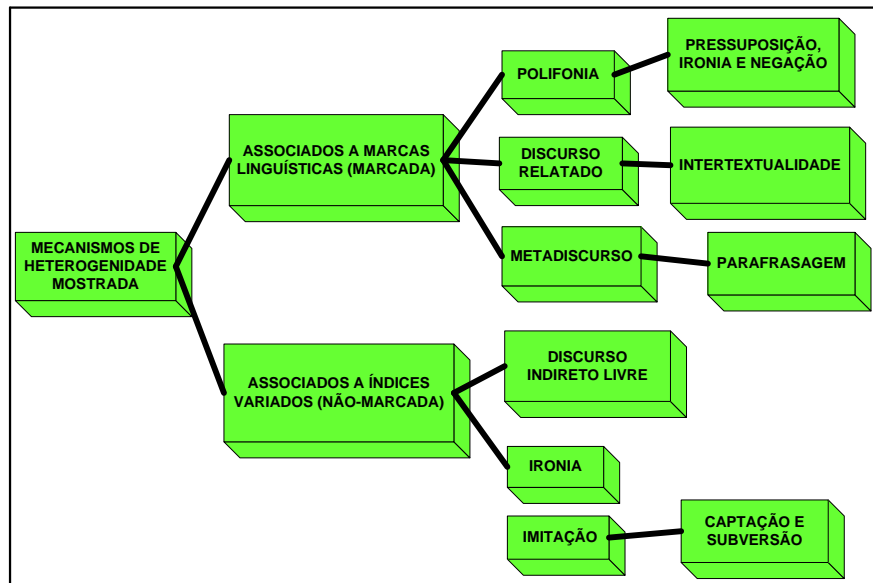 MECANISMOS DE
HETEROGENIDADE
MOSTRADA
ASSOCIADOS A MARCAS
LINGUÍSTICAS (MARCADA)
POLIFONIA
PRESSUPOSIÇÃO,
IRONIA E NEGAÇÃO
DISCURSO
RELATADO
INTERTEXTUALIDADE
METADISCURSO
PARAFRASAGEM
ASSOCIADOS A ÍNDICES
VARIADOS (NÃO-MARCADA)
DISCURSO
INDIRETO LIVRE
IRONIA
IMITAÇÃO
CAPTAÇÃO E
SUBVERSÃO